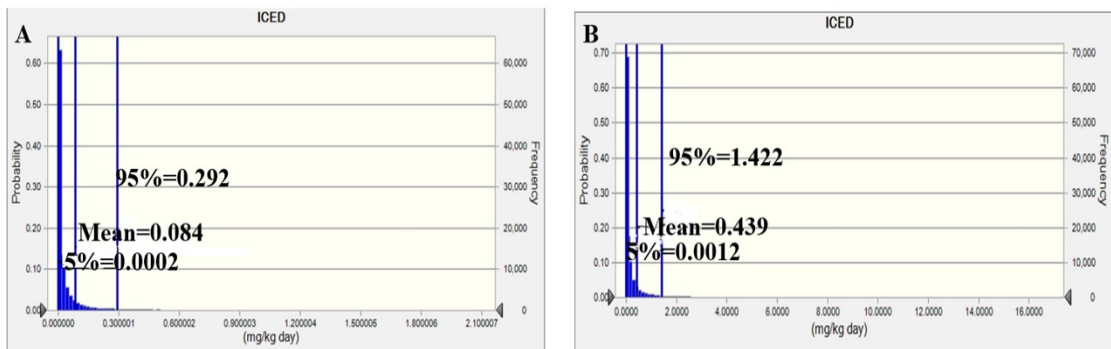 A
ICED
0.60
0.50
0.40
0.30
0.20
0.10
0.00
Probability
60,000
50,000
40,000
30,000
20,000
10,000
0
Frequency
95%=0.292
Mean=0.084
5%=0.0002
0.000000 0.300001 0.600002 0.900003 1.200004 1.500005 1.800006 2.100007
(mg/kg day)
B
ICED
0.70
0.60
0.50
0.40
0.30
0.20
0.10
0.00
Probability
70,000
60,000
50,000
40,000
30,000
20,000
10,000
0
Frequency
95%=1.422
Mean=0.439
5%=0.0012
0.0000 2.0000 4.0000 6.0000 8.0000 10.0000 12.0000 14.0000 16.0000
(mg/kg day)